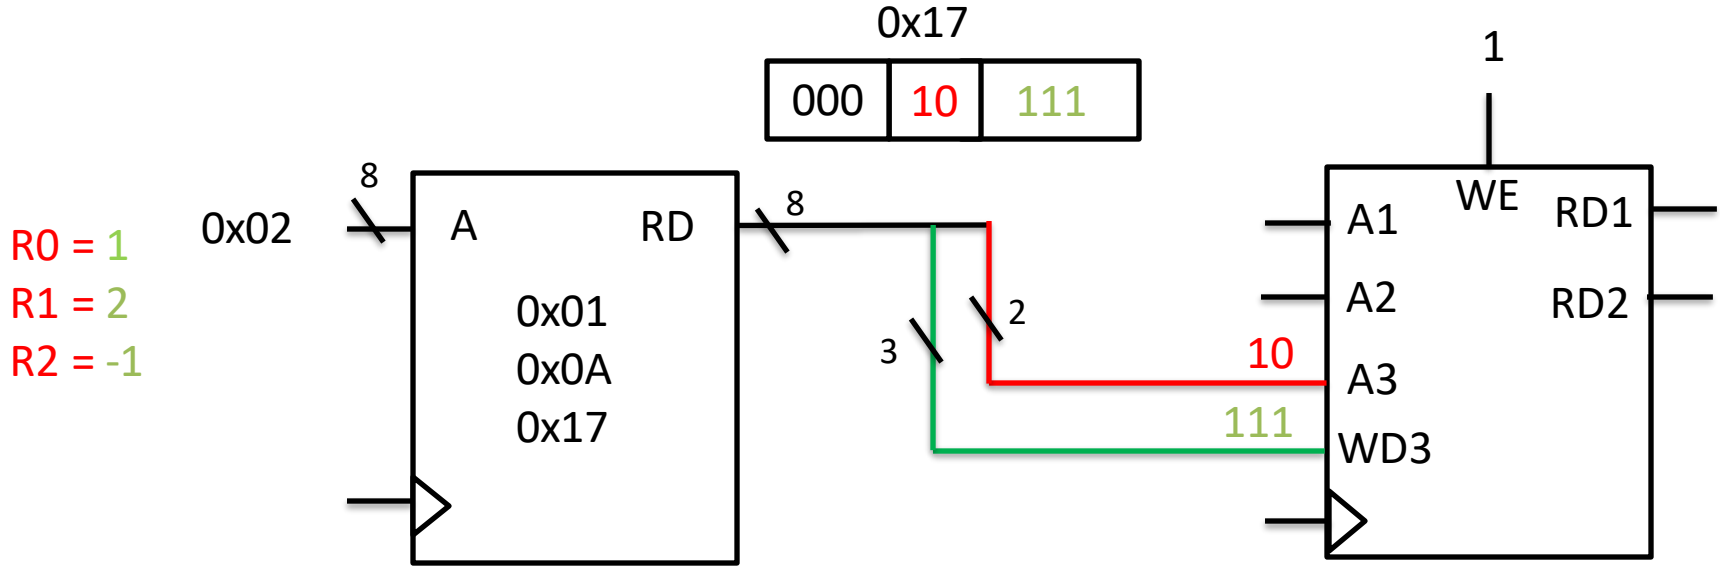 0x17
000 10 111
1
8
0x02
R0 = 1
R1 = 2
R2 = -1
A RD
0x01
0x0A
0x17
8
3
2
10
111
WE
A1 RD1
A2 RD2
A3
WD3